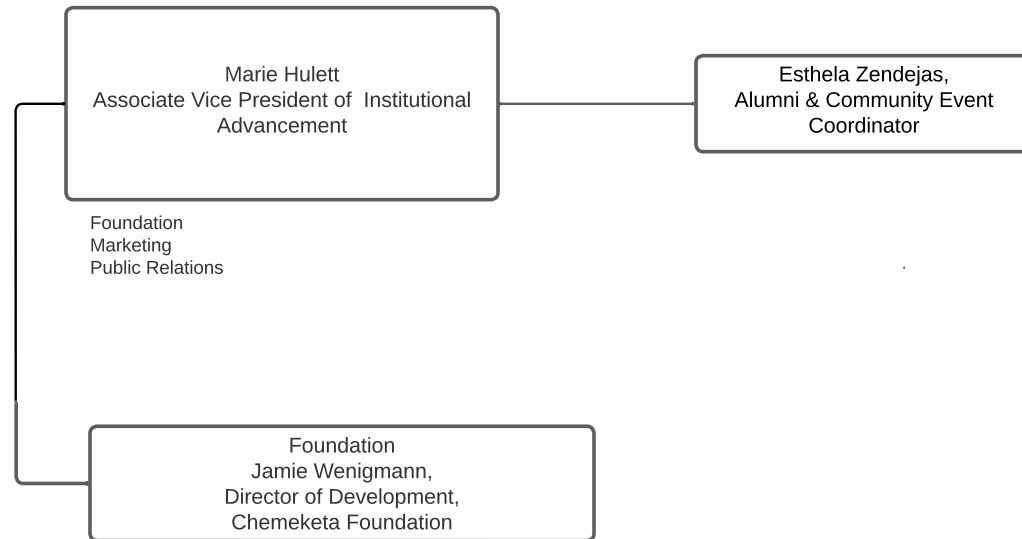 Marie Hulett
Associate Vice President of  Institutional
Advancement
Esthela Zendejas,
Alumni & Community Event
Coordinator
Foundation
Marketing
Public Relations
Foundation
Jamie Wenigmann,
Director of Development,
Chemeketa Foundation